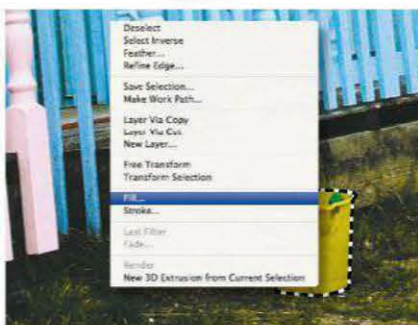 Deselect
Select Inverse
Feather...
Refine Edge...
Save Selection...
Make Work Path...
Layer Via Copy
Layer Via Cut
New Layer...
Free Transform
Transform Selection
Fill...
Stroke...
Last Filter
Fade...
Render
New 3D Extrusion from Current Selection